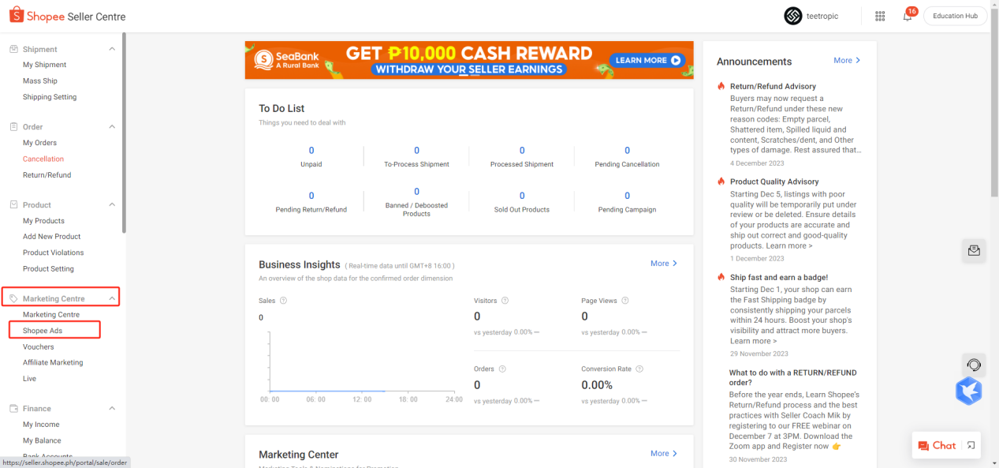 Shopee Seller Centre
teetropic
16
Education Hub
Shipment
My Shipment
Mass Ship
Shipping Setting
Order
My Orders
Cancellation
Return/Refund
Product
My Products
Add New Product
Product Violations
Product Setting
Marketing Centre
Marketing Centre
Shopee Ads
Vouchers
Affiliate Marketing
Live
Finance
My Income
My Balance
Bank Accounts
https://seller.shopee.ph/portal/sale/order
SeaBank
A Rural Bank
GET ₱10,000 CASH REWARD
WITHDRAW YOUR SELLER EARNINGS
LEARN MORE
To Do List
Things you need to deal with
0
Unpaid
0
To-Process Shipment
0
Processed Shipment
0
Pending Cancellation
0
Pending Return/Refund
0
Banned / Deboosted
Products
0
Sold Out Products
0
Pending Campaign
Business Insights ( Real-time data until GMT+8 16:00 )
More >
An overview of the shop data for the confirmed order dimension
Sales
0
00: 00 06: 00 12: 00 18: 00 24:00
Visitors
0
vs yesterday 0.00% —
Page Views
0
vs yesterday 0.00% —
Orders
0
vs yesterday 0.00% —
Conversion Rate
0.00%
vs yesterday 0.00% —
Marketing Center
More >
Marketing Tools & Nominations for Promotion
Announcements
More >
Return/Refund Advisory
Buyers may now request a
Return/Refund under these new
reason codes: Empty parcel,
Shattered item, Spilled liquid and
content, Scratches/dent, and Other
types of damage. Rest assured that...
4 December 2023
Product Quality Advisory
Starting Dec 5, listings with poor
quality will be temporarily put under
review or be deleted. Ensure details
of your products are accurate and
ship out correct and good-quality
products. Learn more >
1 December 2023
Ship fast and earn a badge!
Starting Dec 1, your shop can earn
the Fast Shipping badge by
consistently shipping your parcels
within 24 hours. Boost your shop's
visibility and attract more buyers.
Learn more >
29 November 2023
What to do with a RETURN/REFUND
order?
Before the year ends, Learn Shopee's
Return/Refund process and the best
practices with Seller Coach Mik by
registering to our FREE webinar on
December 7 at 3PM. Download the
Zoom app and Register now 👉
30 November 2023
Chat